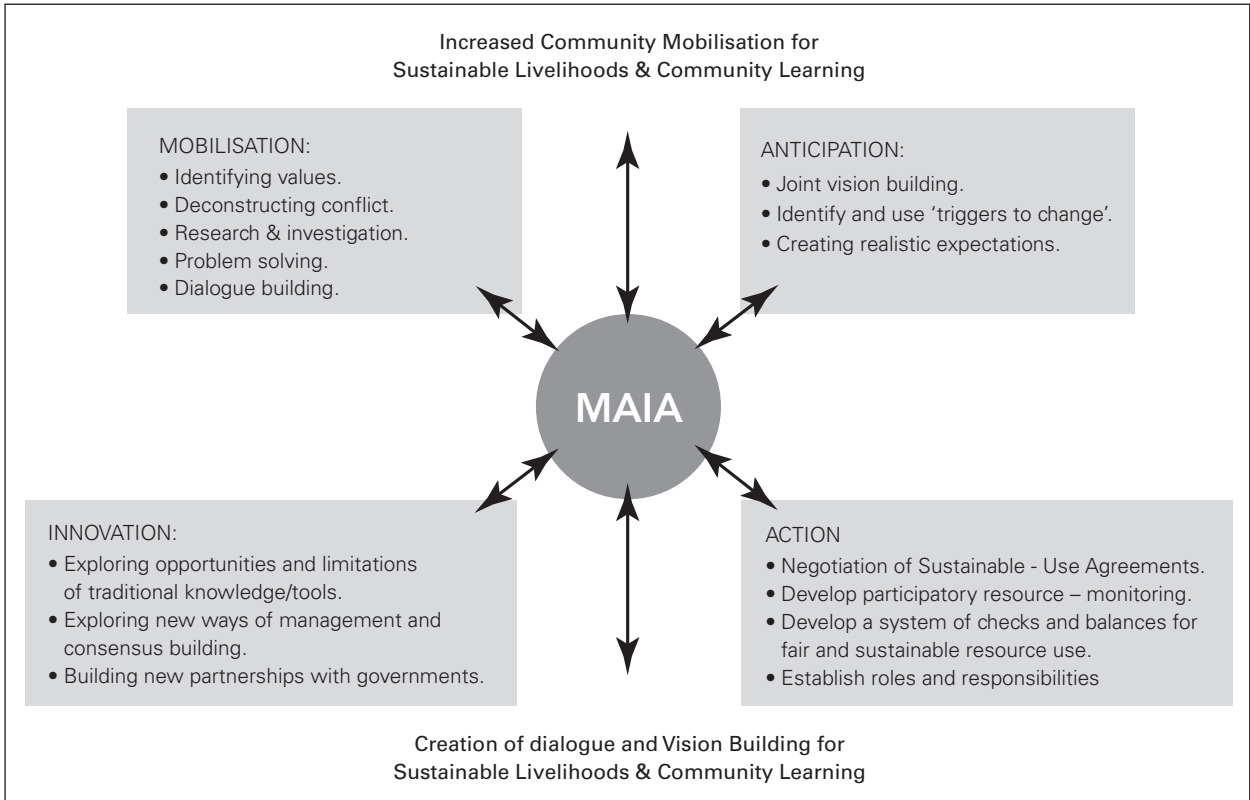 Increased Community Mobilisation for
Sustainable Livelihoods & Community Learning
MOBILISATION:
• Identifying values.
• Deconstructing conflict.
• Research & investigation.
• Problem solving.
• Dialogue building.
ANTICIPATION:
• Joint vision building.
• Identify and use ‘triggers to change’.
• Creating realistic expectations.
MAIA
INNOVATION:
• Exploring opportunities and limitations
of traditional knowledge/tools.
• Exploring new ways of management and
consensus building.
• Building new partnerships with governments.
ACTION
• Negotiation of Sustainable - Use Agreements.
• Develop participatory resource – monitoring.
• Develop a system of checks and balances for
fair and sustainable resource use.
• Establish roles and responsibilities
Creation of dialogue and Vision Building for
Sustainable Livelihoods & Community Learning